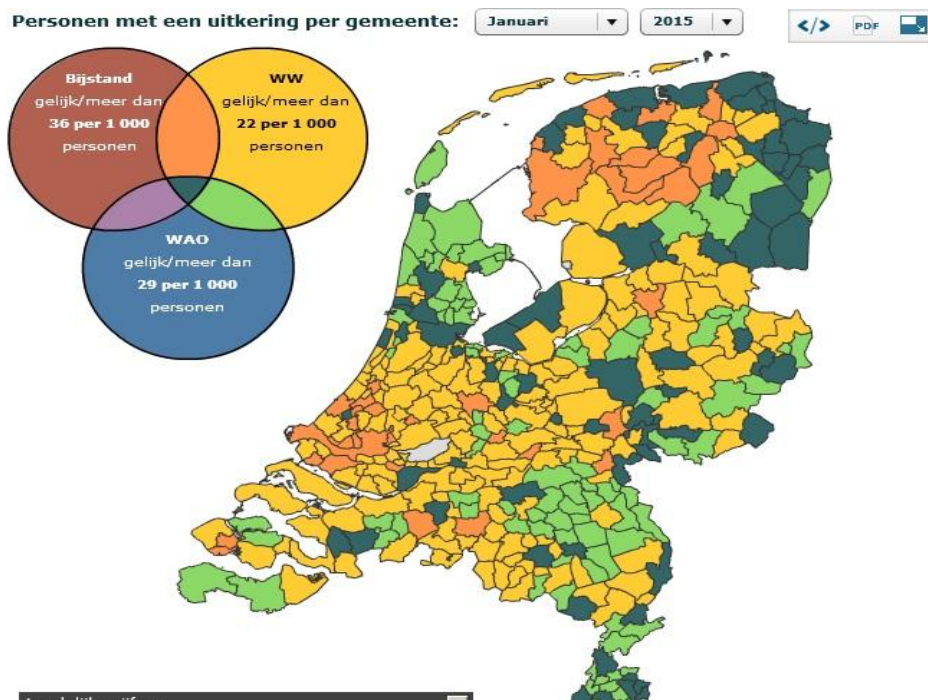 Personen met een uitkering per gemeente: Januari 2015
</> PDF
Bijstand
gelijk/meer dan
36 per 1 000
personen
WW
gelijk/meer dan
22 per 1 000
personen
WAO
gelijk/meer dan
29 per 1 000
personen